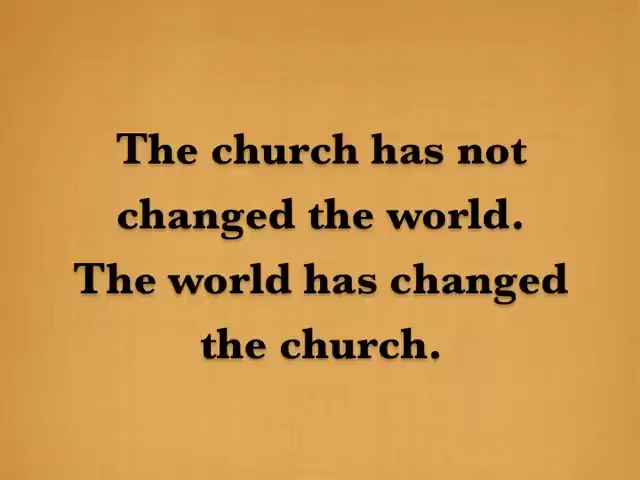 The church has not
changed the world.
The world has changed
the church.